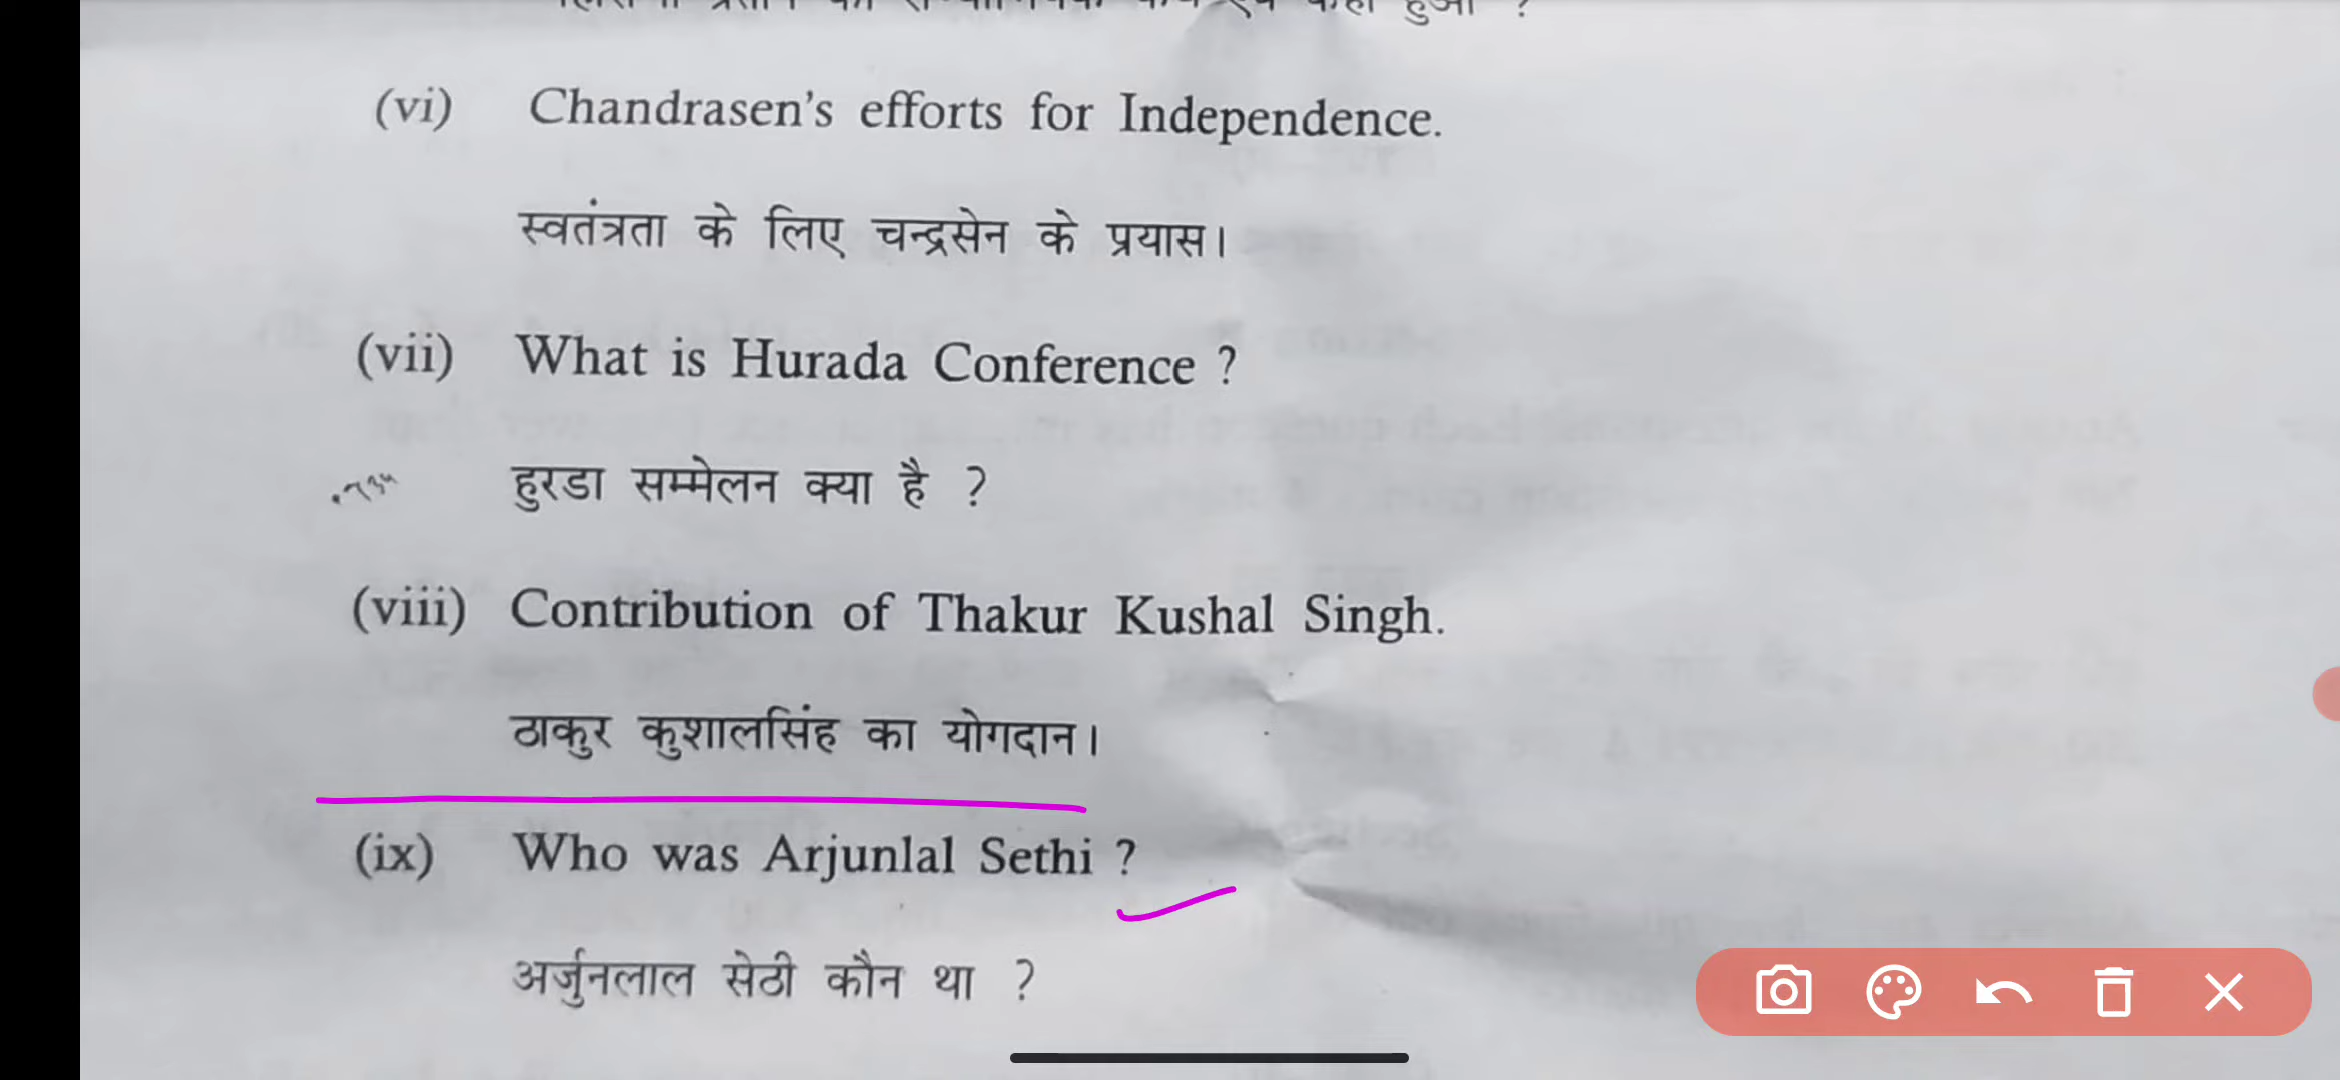 (vi) Chandrasen's efforts for Independence.
स्वतंत्रता के लिए चन्द्रसेन के प्रयास।
(vii) What is Hurada Conference ?
हुरडा सम्मेलन क्या है ?
(viii) Contribution of Thakur Kushal Singh.
ठाकुर कुशालसिंह का योगदान।
(ix) Who was Arjunlal Sethi ?
अर्जुनलाल सेठी कौन था ?